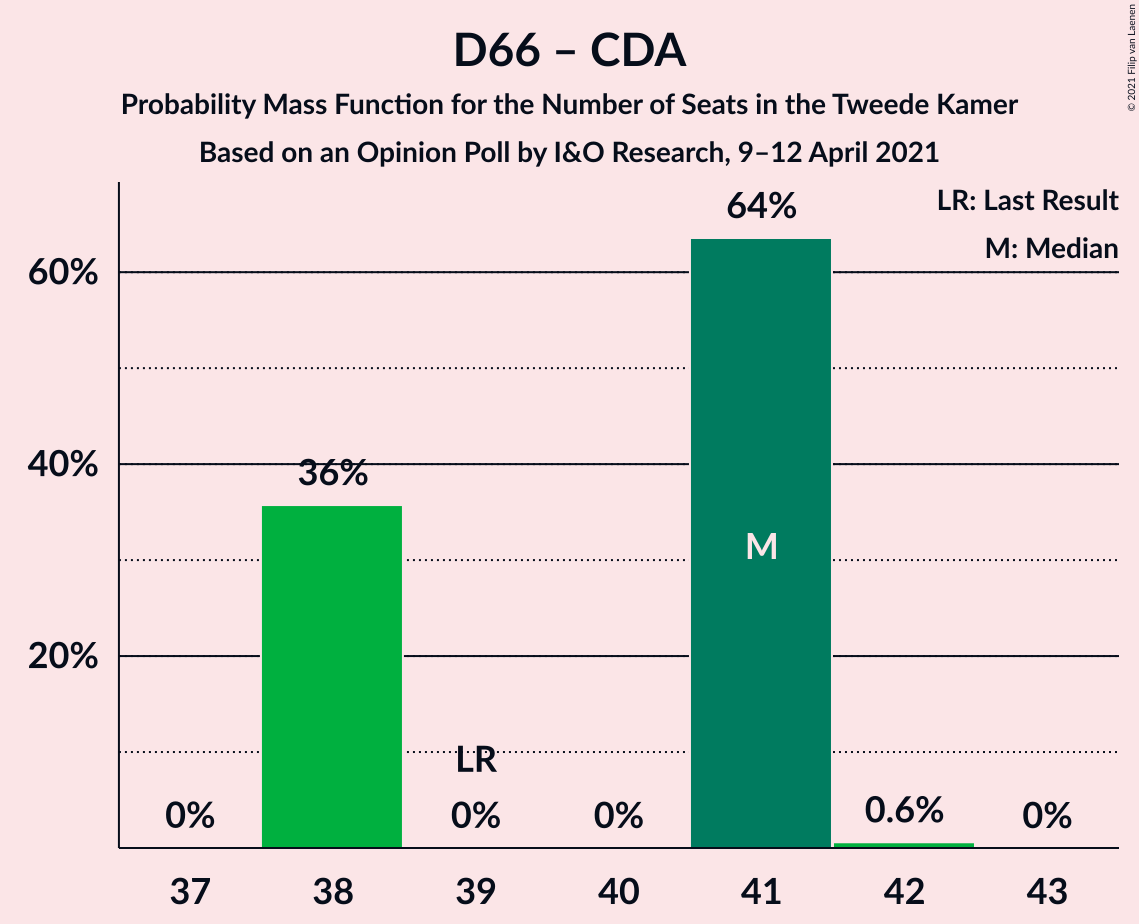 D66 – CDA
Probability Mass Function for the Number of Seats in the Tweede Kamer
Based on an Opinion Poll by I&O Research, 9–12 April 2021
© 2021 Filip van Laenen
LR: Last Result
M: Median
64%
60%
40%
36%
20%
M
LR
0%
0%
0%
0.6%
0%
37
38
39
40
41
42
43